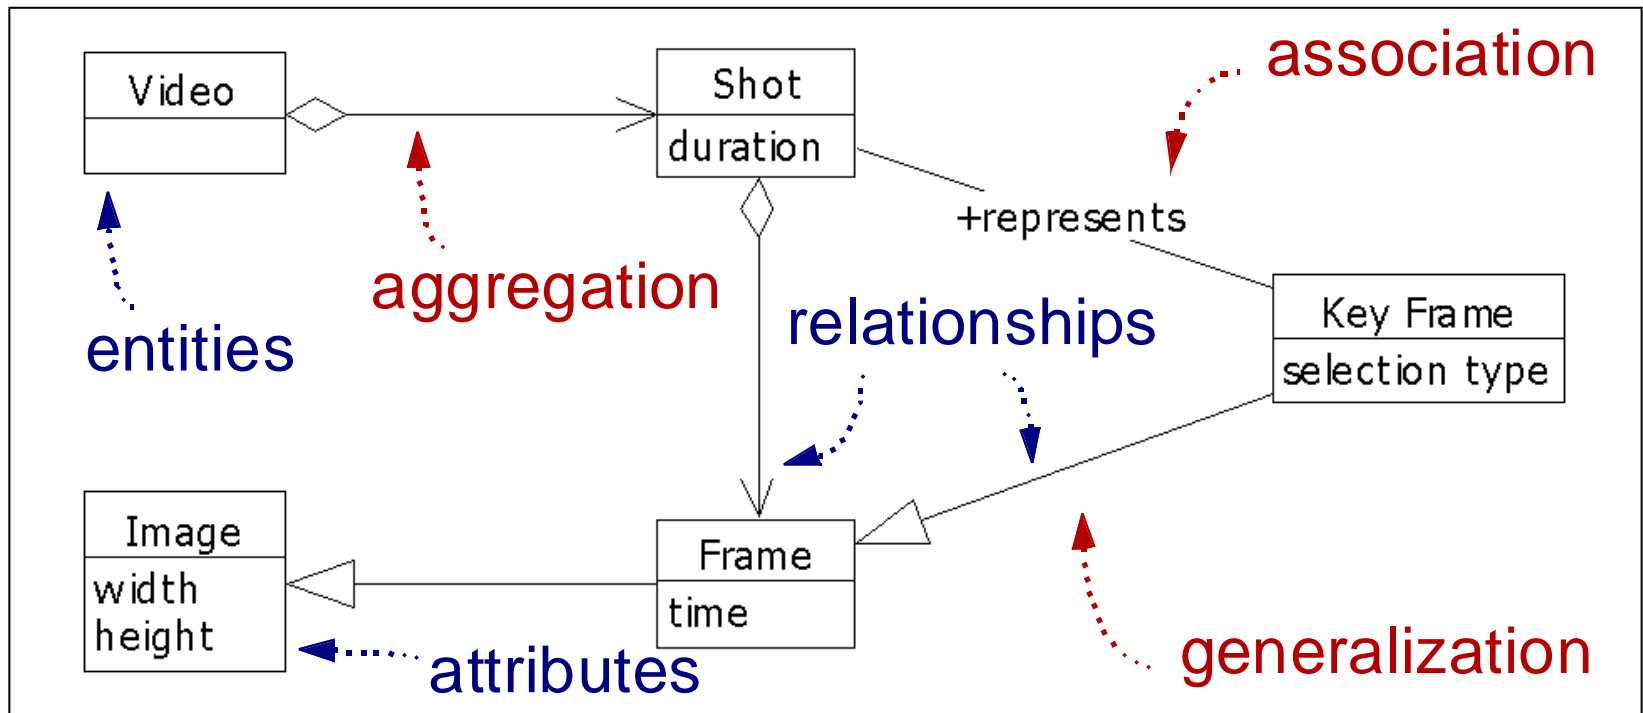 association
Video
Shot
duration
+represents
aggregation
entities
relationships
Key Frame
selection type
Image
width
height
Frame
time
attributes
generalization